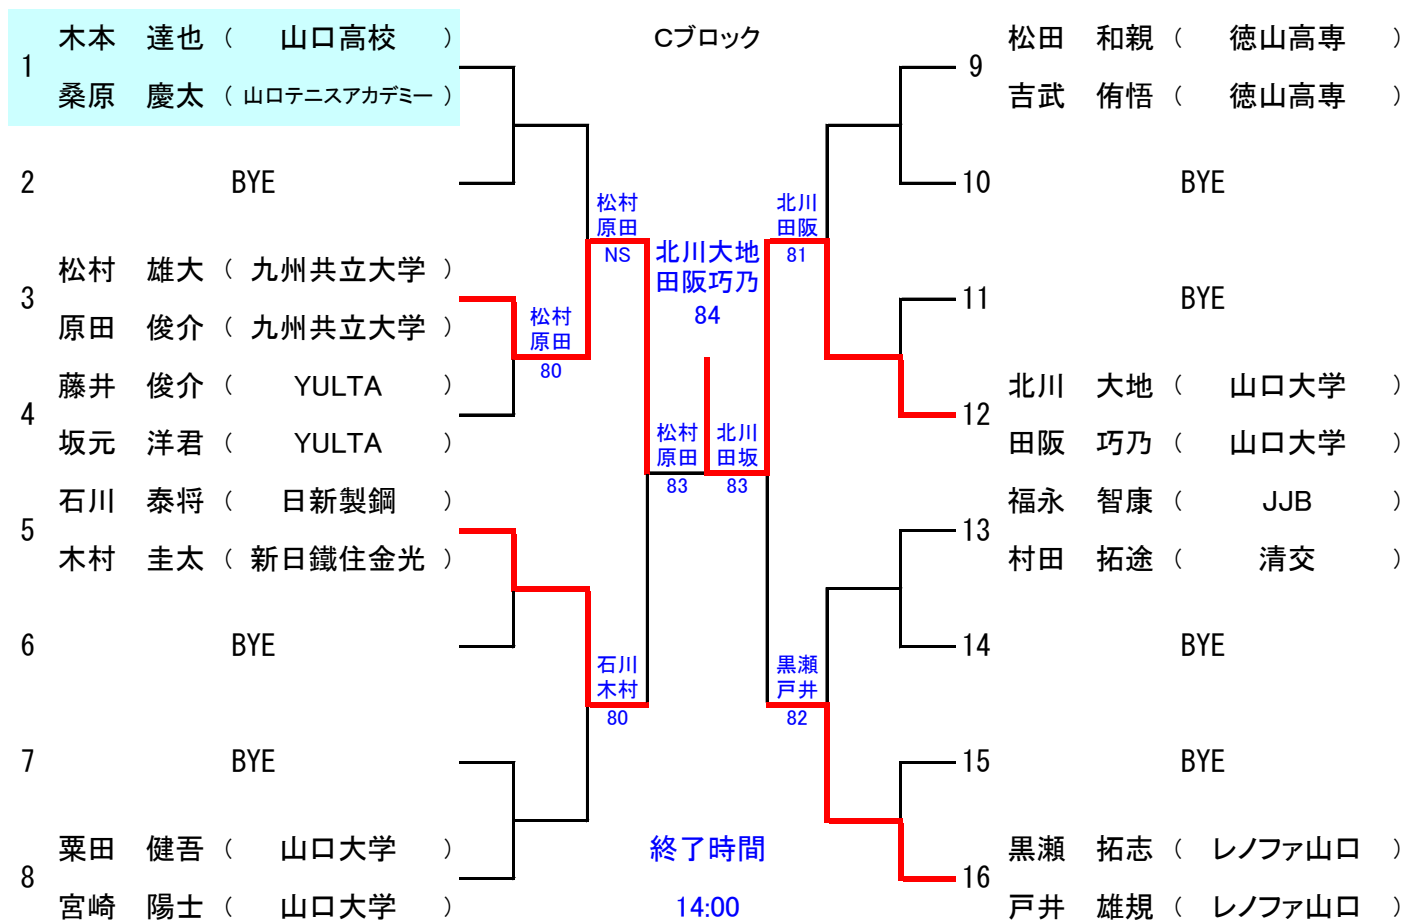 Cブロック
1
木本 達也 ( 山口高校 )
桑原 慶太 ( 山口テニスアカデミー )
2 BYE
3
松村 雄大 ( 九州共立大学 )
原田 俊介 ( 九州共立大学 )
4
藤井 俊介 ( YULTA )
坂元 洋君 ( YULTA )
5
石川 泰将 ( 日新製鋼 )
木村 圭太 ( 新日鐵住金光 )
6 BYE
7 BYE
8
粟田 健吾 ( 山口大学 )
宮崎 陽士 ( 山口大学 )
松村
原田
80
松村
原田
NS
石川
木村
80
松村
原田
83
北川大地
田阪巧乃
84
北川
田坂
83
北川
田阪
81
黒瀬
戸井
82
終了時間
14:00
9
松田 和親 ( 徳山高専 )
吉武 侑悟 ( 徳山高専 )
10 BYE
11 BYE
12
北川 大地 ( 山口大学 )
田阪 巧乃 ( 山口大学 )
13
福永 智康 ( JJB )
村田 拓途 ( 清交 )
14 BYE
15 BYE
16
黒瀬 拓志 ( レノファ山口 )
戸井 雄規 ( レノファ山口 )